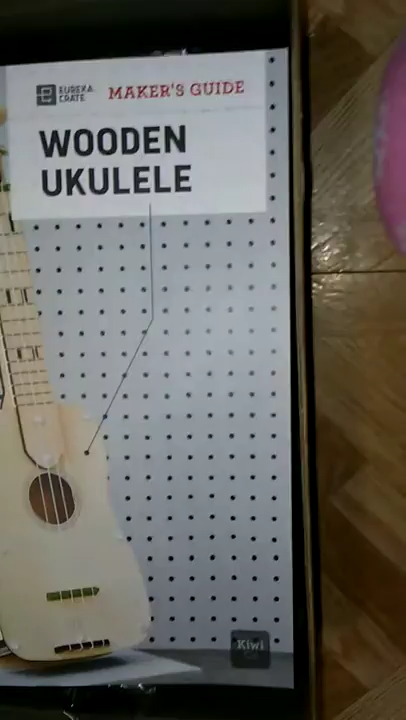 EUREKA
CRATE
MAKER'S GUIDE
WOODEN
UKULELE
Kiwi